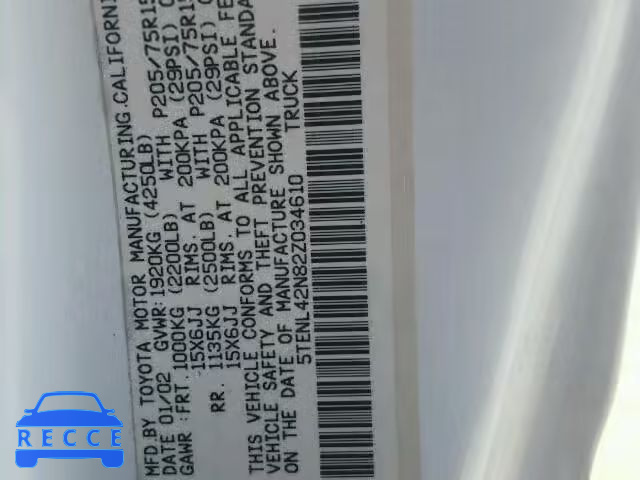 MFD.BY TOYOTA MOTOR MANUFACTURING.CALIFORNI
DATE 01/02 GVWR:1920KG (4250LB)
GAWR :FRT.1000KG (2200LB) WITH P205/75R15
15X6JJ RIMS. AT 200KPA (29PSI) C
RR. 1135KG (2500LB) WITH P205/75R15
15X6JJ RIMS. AT 200KPA (29PSI) C
THIS VEHICLE CONFORMS TO ALL APPLICABLE FE
VEHICLE SAFETY AND THEFT PREVENTION STANDA
ON THE DATE OF MANUFACTURE SHOWN ABOVE.
5TENL42N82Z034610 TRUCK
RECCE